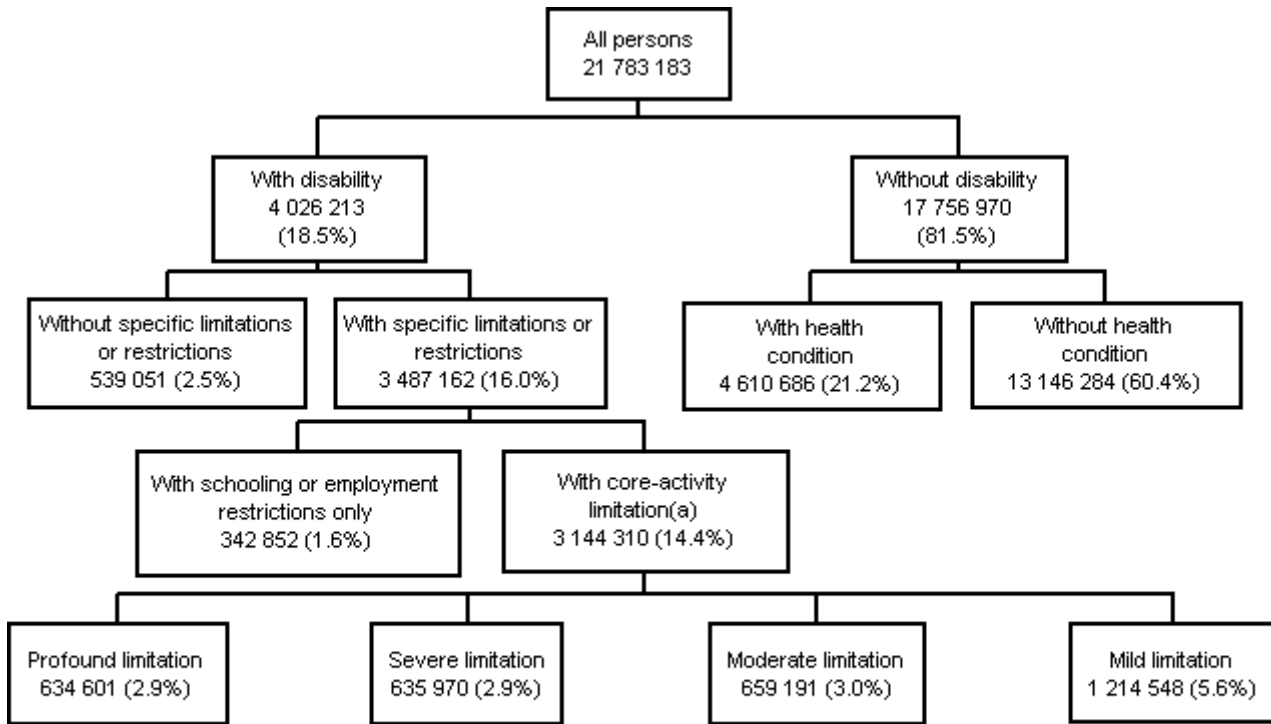 All persons
21 783 183
With disability
4 026 213
(18.5%)
Without disability
17 756 970
(81.5%)
Without specific limitations
or restrictions
539 051 (2.5%)
With specific limitations or
restrictions
3 487 162 (16.0%)
With health
condition
4 610 686 (21.2%)
Without health
condition
13 146 284 (60.4%)
With schooling or employment
restrictions only
342 852 (1.6%)
With core-activity
limitation(a)
3 144 310 (14.4%)
Profound limitation
634 601 (2.9%)
Severe limitation
635 970 (2.9%)
Moderate limitation
659 191 (3.0%)
Mild limitation
1 214 548 (5.6%)